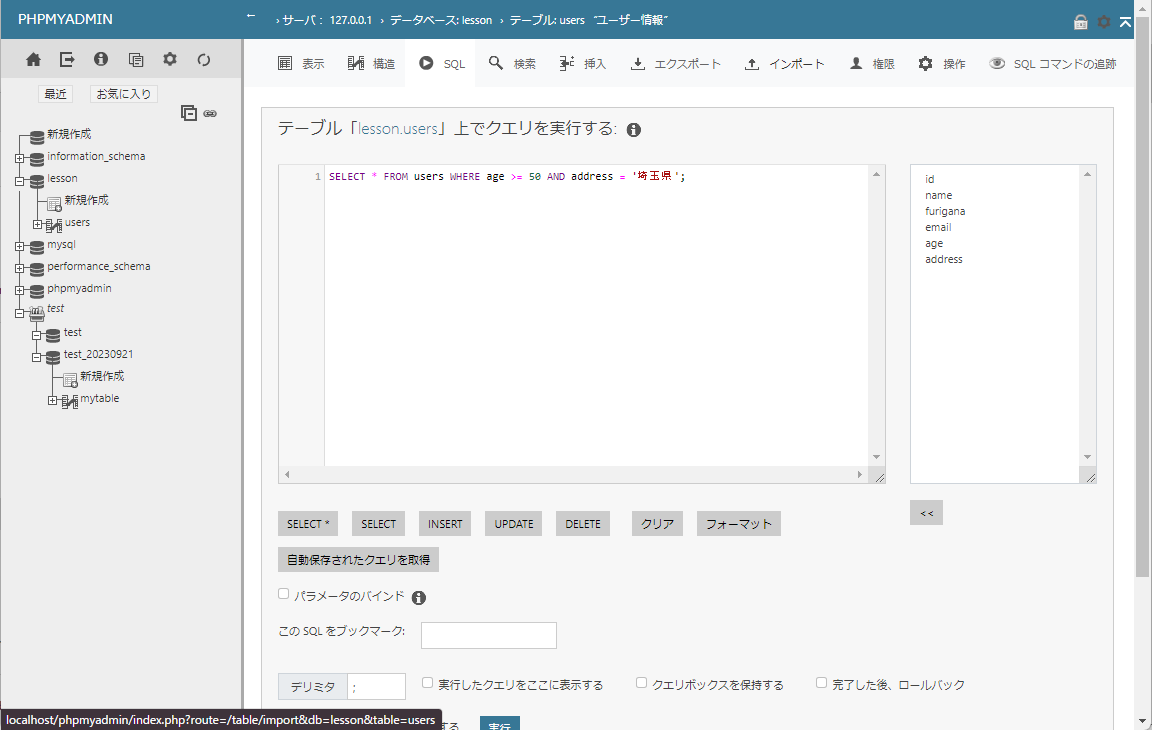 PHPMYADMIN
← › サーバ : 127.0.0.1 › データベース: lesson › テーブル: users "ユーザー情報"
表示 構造 SQL 検索 挿入 エクスポート インポート 権限 操作 SQL コマンドの追跡
最近 お気に入り
新規作成
information_schema
lesson
新規作成
users
mysql
performance_schema
phpmyadmin
test
test
test_20230921
新規作成
mytable
テーブル「lesson.users」上でクエリを実行する:
1 SELECT * FROM users WHERE age >= 50 AND address = '埼玉県';
id
name
furigana
email
age
address
<<
SELECT * SELECT INSERT UPDATE DELETE クリア フォーマット
自動保存されたクエリを取得
パラメータのバインド
この SQL をブックマーク:
デリミタ ; 実行したクエリをここに表示する クエリボックスを保持する 完了した後、ロールバック
する 実行
localhost/phpmyadmin/index.php?route=/table/import&db=lesson&table=users